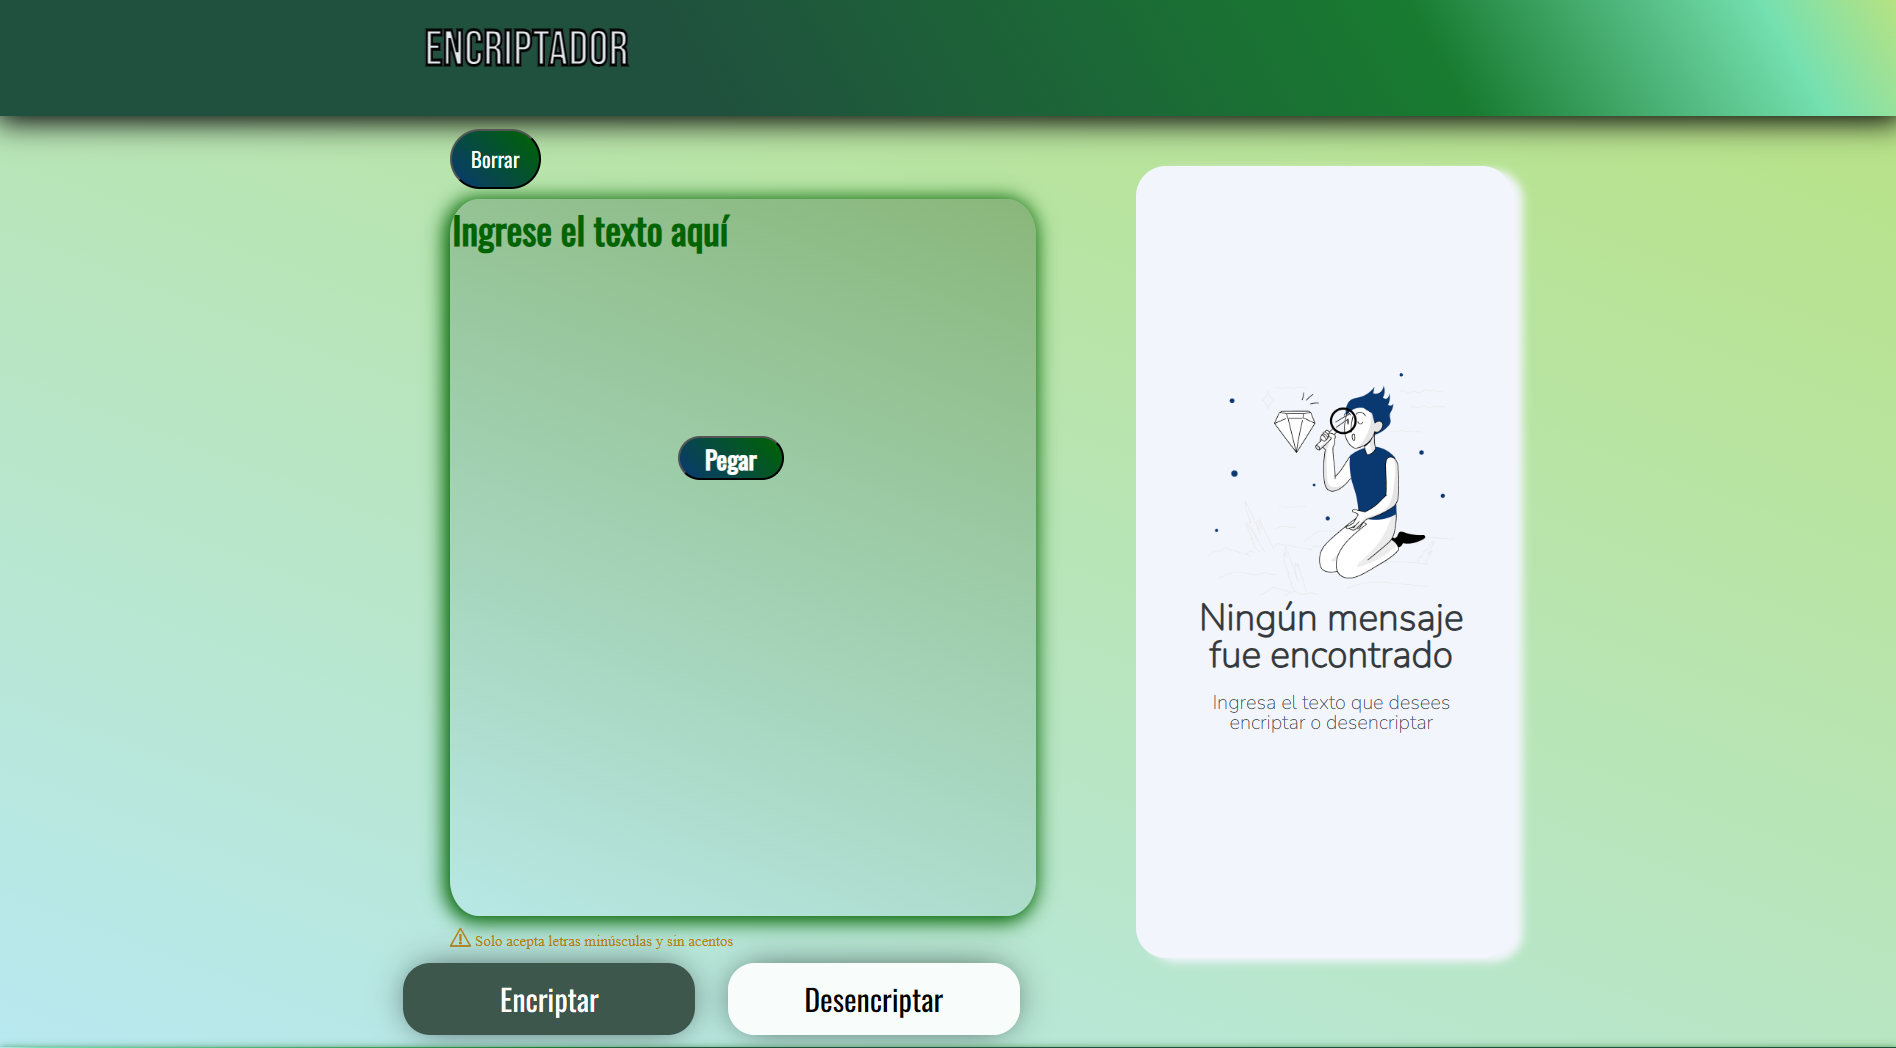 ENCRIPTADOR
Borrar
Ingrese el texto aquí
Pegar
Solo acepta letras minúsculas y sin acentos
Encriptar
Desencriptar
Ningún mensaje
fue encontrado
Ingresa el texto que desees
encriptar o desencriptar